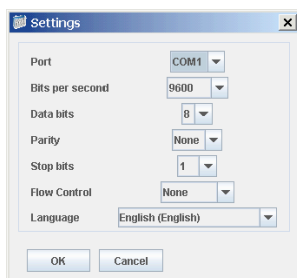 Settings
Port COM1
Bits per second 9600
Data bits 8
Parity None
Stop bits 1
Flow Control None
Language English (English)
OK Cancel